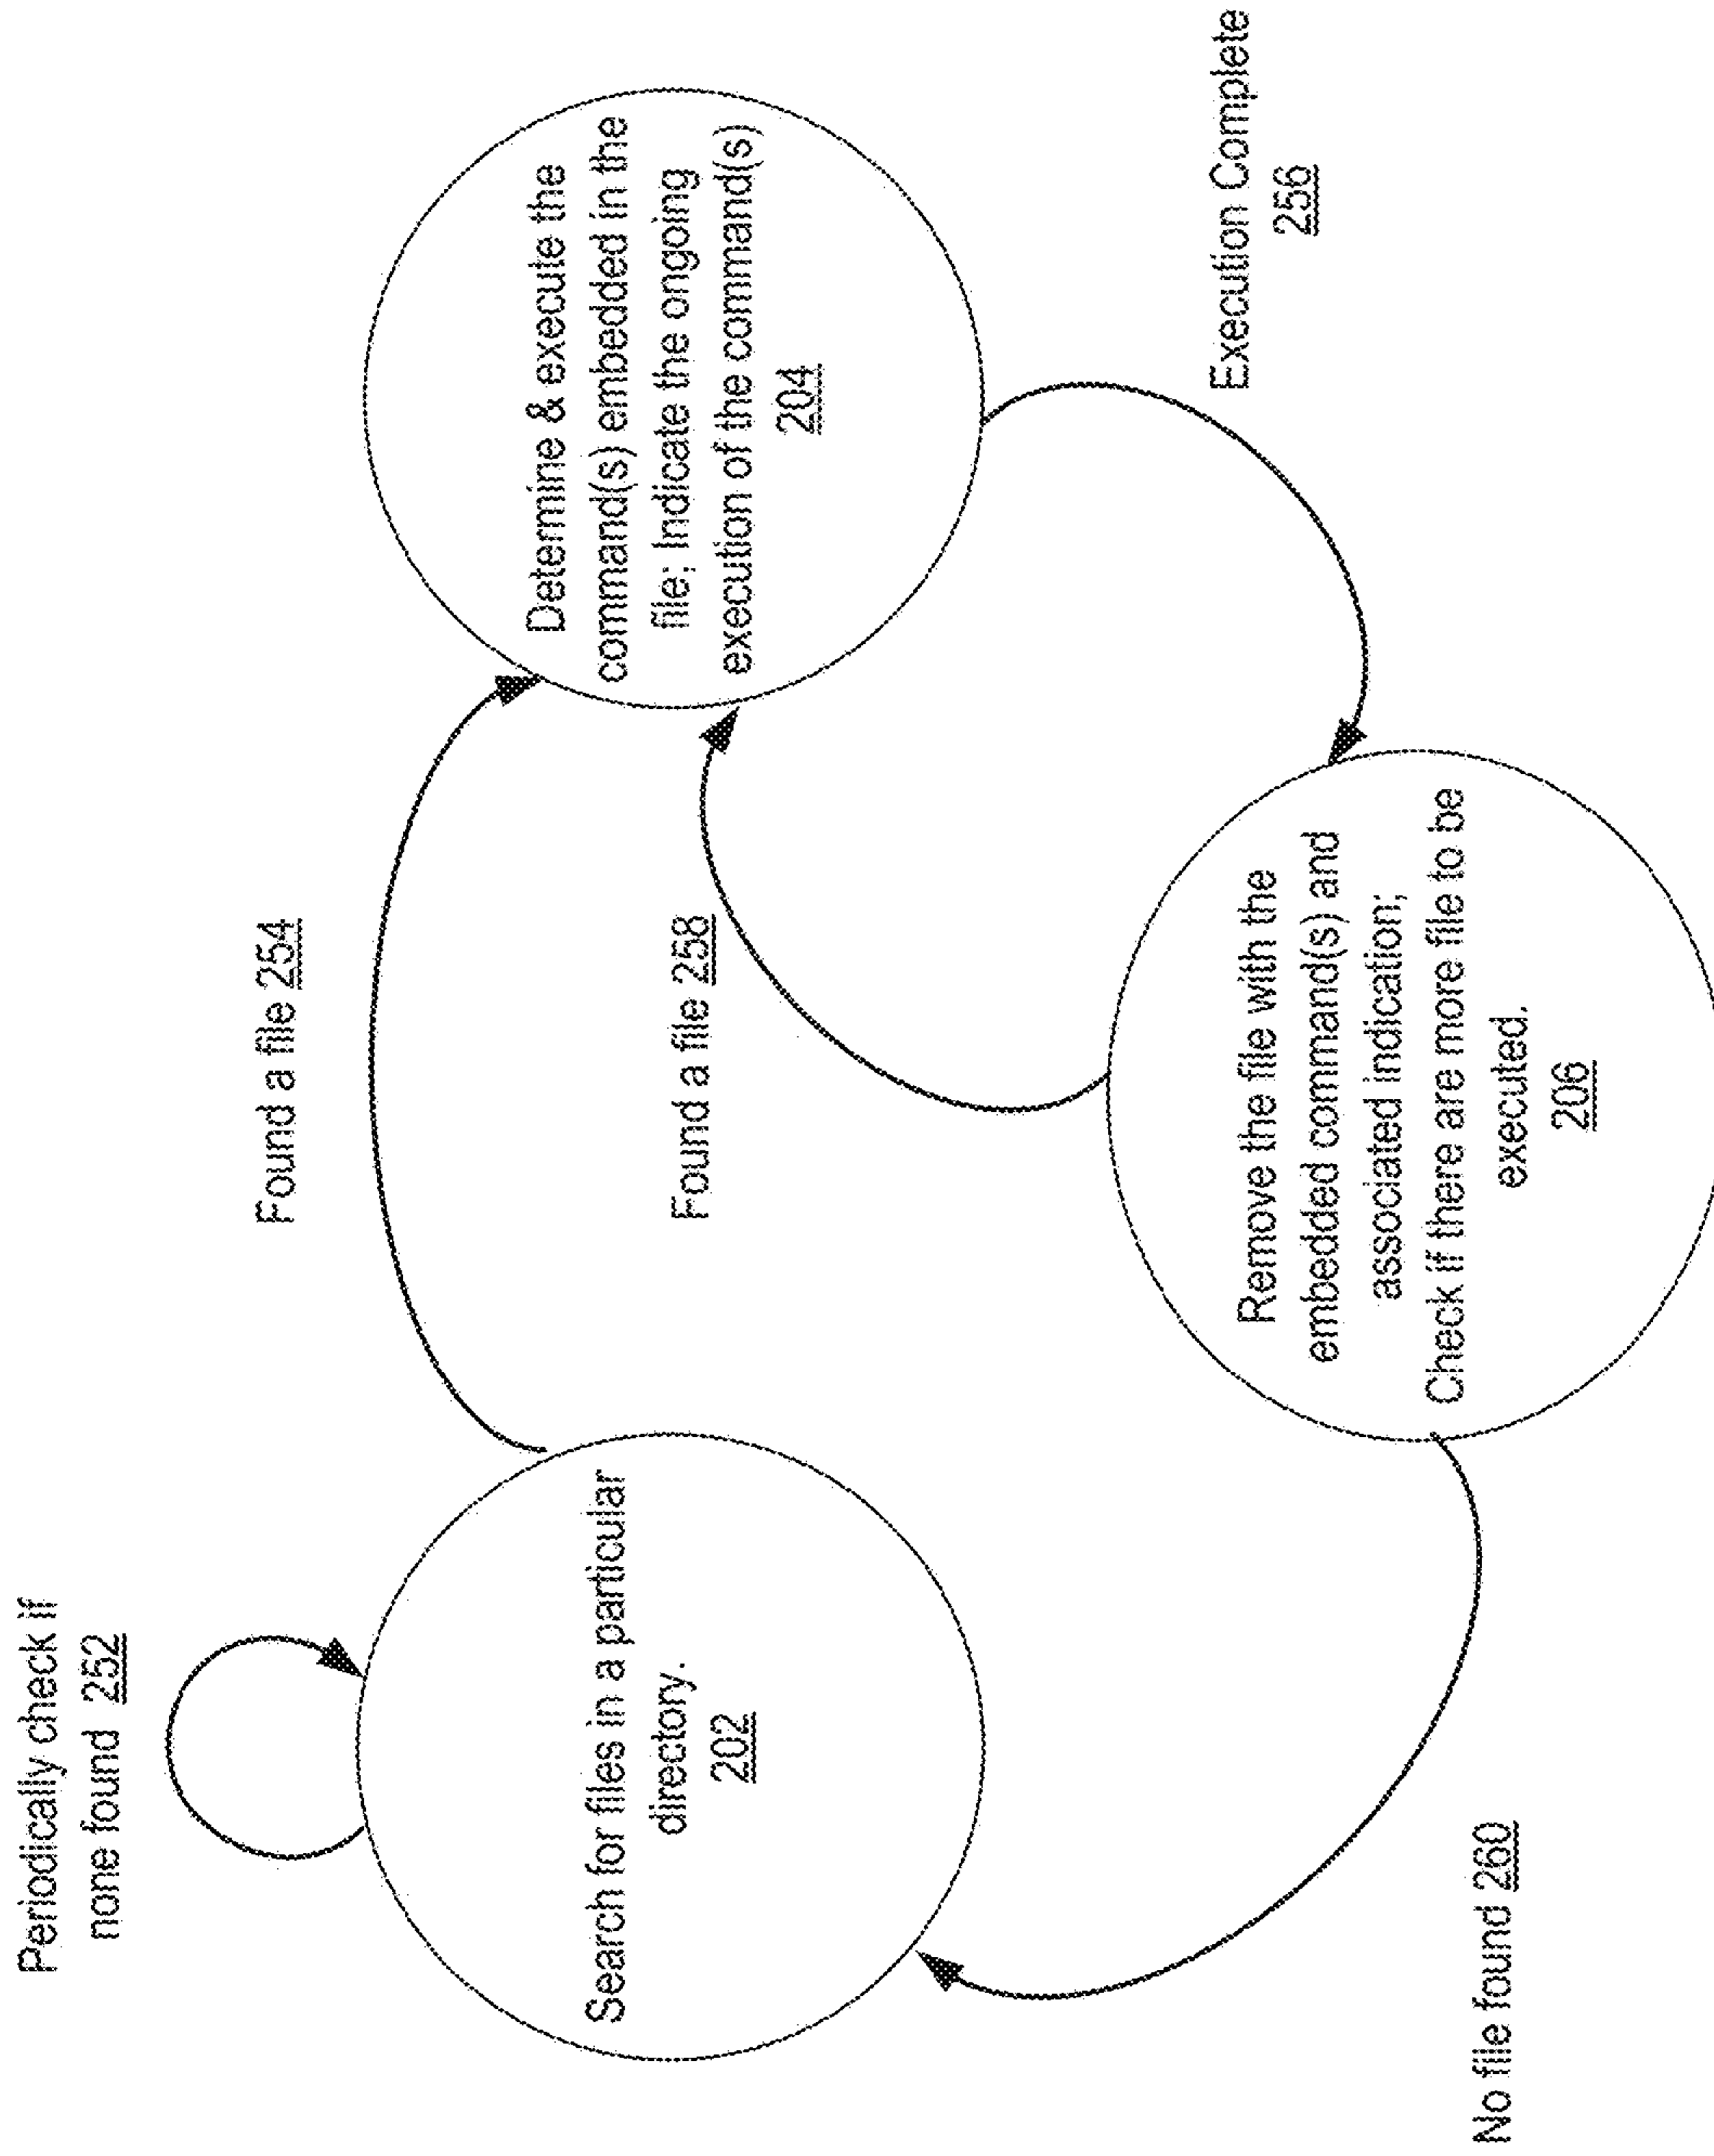 Periodically check if
none found 252
Found a file 254
Search for files in a particular
directory.
202
Determine & execute the
command(s) embedded in the
file; Indicate the ongoing
execution of the command(s)
204
Found a file 258
Execution Complete
256
Remove the file with the
embedded command(s) and
associated indication;
Check if there are more file to be
executed.
206
No file found 260